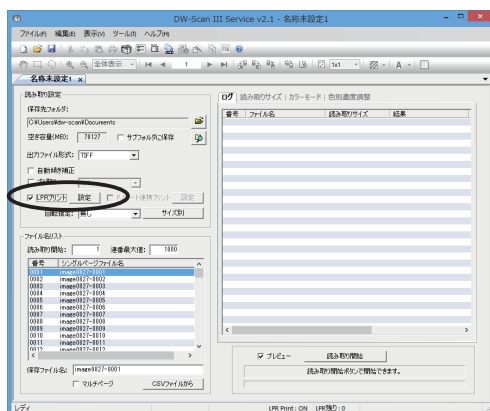 DW-Scan III Service v2.1 - 名称未設定1
ファイル(F) 編集(E) 表示(V) ツール(T) ヘルプ(H)
全体表示 1 1x1 A
名称未設定1 x
読み取り設定
保存先フォルダ:
C:¥Users¥dw-scan¥Documents
空き容量(MB): 78127 サブフォルダに保存
出力ファイル形式: TIFF
自動傾き補正
LPRプリント 設定 設定
回転指定: 無し サイズ別
ファイル名リスト
読み取り開始: 1 連番最大値: 1000
番号 シングルページファイル名
0001 image0827-0001
0002 image0827-0002
0003 image0827-0003
0004 image0827-0004
0005 image0827-0005
0006 image0827-0006
0007 image0827-0007
0008 image0827-0008
0009 image0827-0009
0010 image0827-0010
0011 image0827-0011
0012 image0827-0012
保存ファイル名: image0827-0001
マルチページ CSVファイルから
ログ 読み取りサイズ カラーモード 色別濃度調整
番号 ファイル名 読み取りサイズ 結果
プレビュー 読み取り開始
読み取り開始ボタンで開始できます。
レディ LPR Print : ON LPR残り : 0